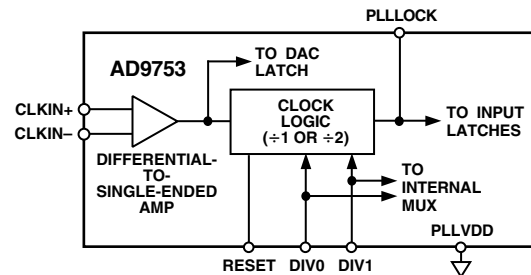 PLLLOCK
AD9753
TO DAC
LATCH
CLKIN+
CLKIN–
CLOCK
LOGIC
(÷1 OR ÷2)
TO INPUT
LATCHES
DIFFERENTIAL-
TO-
SINGLE-ENDED
AMP
TO
INTERNAL
MUX
PLLVDD
RESET
DIV0
DIV1